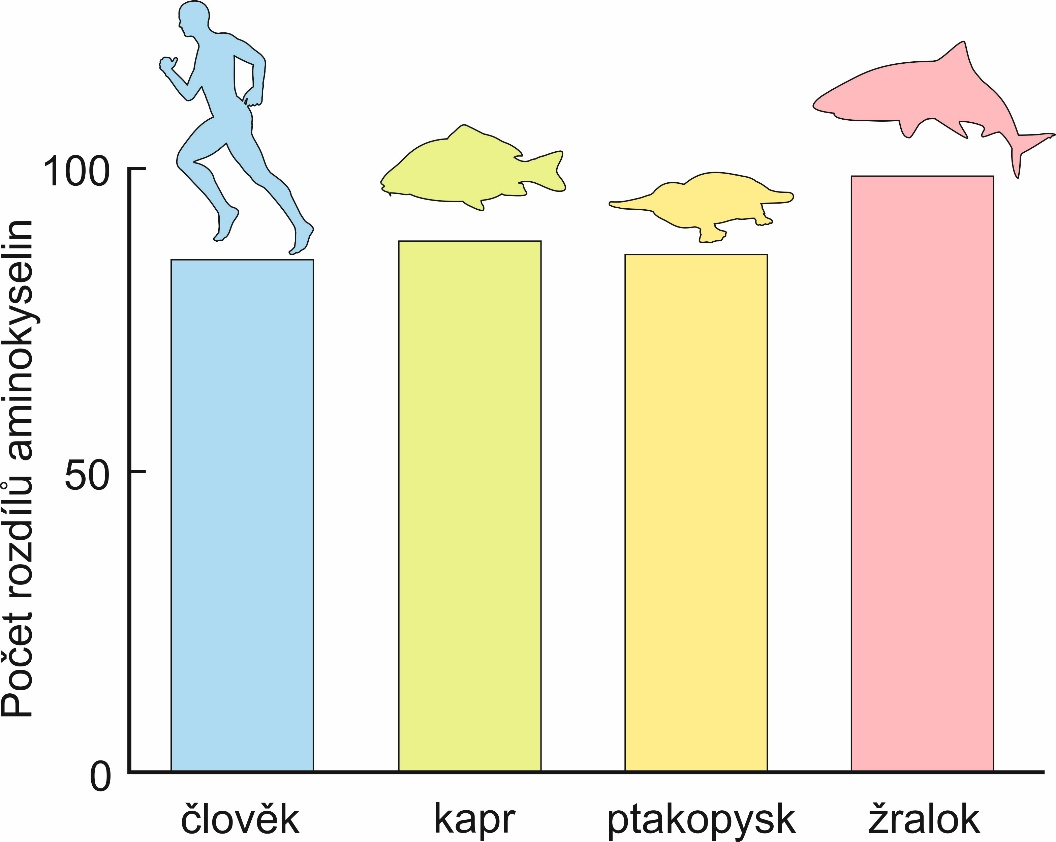 Počet rozdílů aminokyselin
100
50
0
člověk
kapr
ptakopysk
žralok